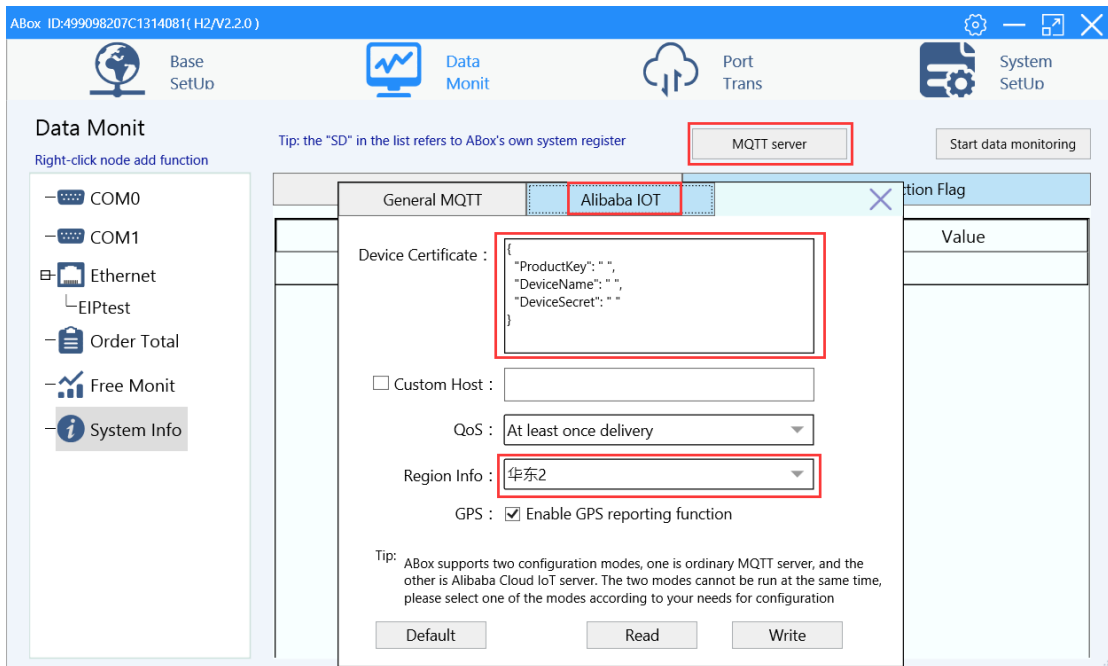 ABox ID:499098207C1314081( H2/V2.2.0 )
Base
SetUp
Data
Monit
Port
Trans
System
SetUp
Data Monit
Right-click node add function
Tip: the "SD" in the list refers to ABox's own system register
MQTT server
Start data monitoring
COM0
COM1
Ethernet
EIPtest
Order Total
Free Monit
System Info
ction Flag
Value
General MQTT
Alibaba IOT
Device Certificate :
{
"ProductKey": " ",
"DeviceName": " ",
"DeviceSecret": " "
}
Custom Host :
QoS :
At least once delivery
Region Info :
华东2
GPS :
Enable GPS reporting function
Tip:
ABox supports two configuration modes, one is ordinary MQTT server, and the
other is Alibaba Cloud IoT server. The two modes cannot be run at the same time,
please select one of the modes according to your needs for configuration
Default
Read
Write